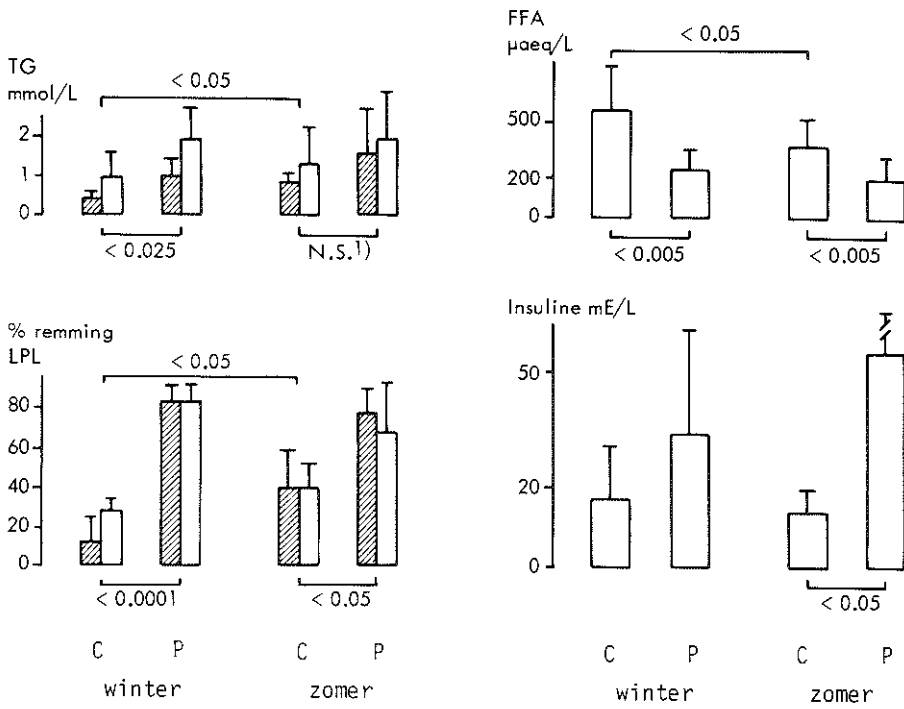 TG
mmol/L
< 0.05
2
1
0
< 0.025
N.S.1)
FFA
µaeq/L
< 0.05
500
200
0
< 0.005
< 0.005
% remming
LPL
< 0.05
80
60
40
20
0
< 0.0001
< 0.05
C P C P
winter zomer
Insuline mE/L
50
20
0
< 0.05
C P C P
winter zomer